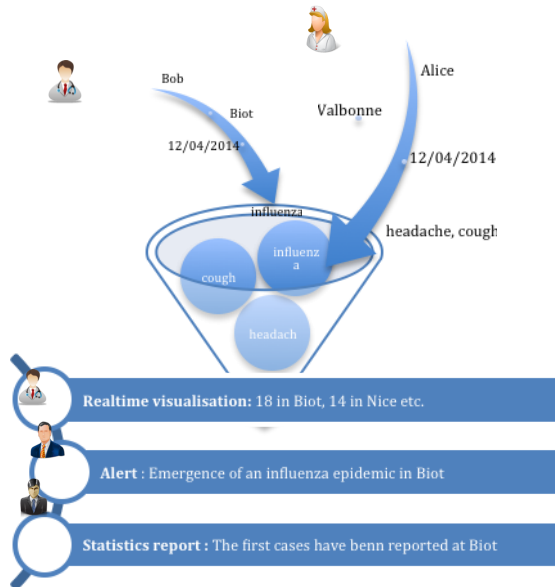 Bob
Biot
12/04/2014
influenza
Alice
Valbonne
12/04/2014
headache, cough
influenz
a
cough
headach
Realtime visualisation: 18 in Biot, 14 in Nice etc.
Alert : Emergence of an influenza epidemic in Biot
Statistics report : The first cases have benn reported at Biot